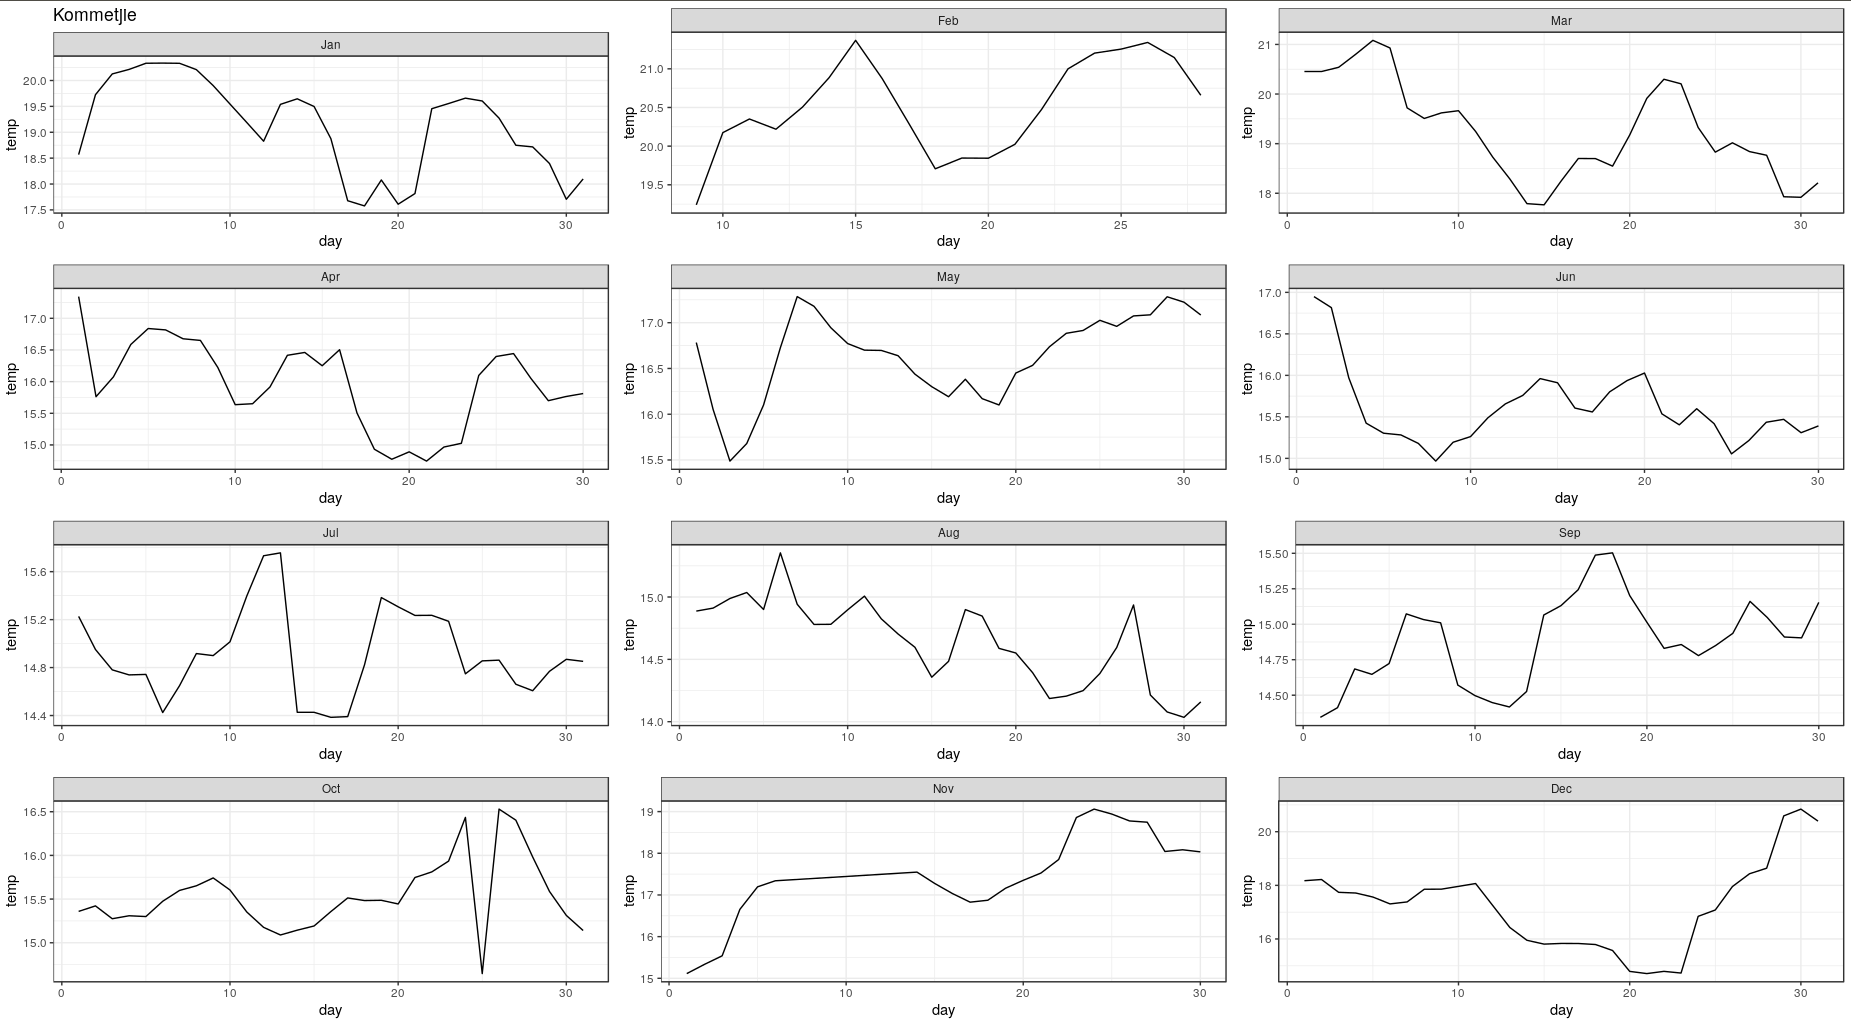 Kommetjie
Jan
Feb
Mar
temp
20.0
19.5
19.0
18.5
18.0
17.5
0 10 20 30
day
temp
21.0
20.5
20.0
19.5
10 15 20 25
day
temp
21
20
19
18
0 10 20 30
day
Apr
May
Jun
temp
17.0
16.5
16.0
15.5
15.0
0 10 20 30
day
temp
17.0
16.5
16.0
15.5
0 10 20 30
day
temp
17.0
16.5
16.0
15.5
15.0
0 10 20 30
day
Jul
Aug
Sep
temp
15.6
15.2
14.8
14.4
0 10 20 30
day
temp
15.0
14.5
14.0
0 10 20 30
day
temp
15.50
15.25
15.00
14.75
14.50
0 10 20 30
day
Oct
Nov
Dec
temp
16.5
16.0
15.5
15.0
0 10 20 30
day
temp
19
18
17
16
15
0 10 20 30
day
temp
20
18
16
0 10 20 30
day